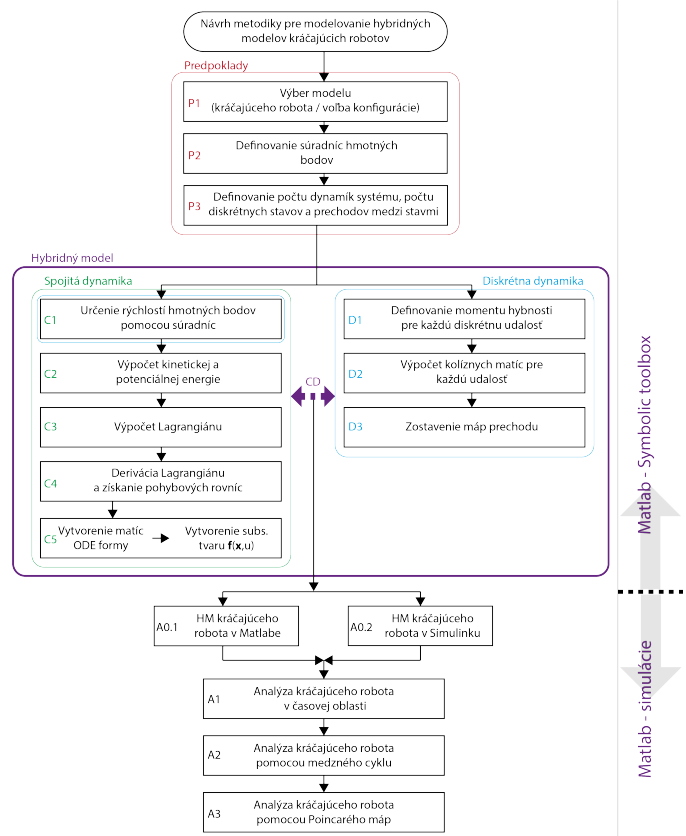 Návrh metodiky pre modelovanie hybridných
modelov kráčajúcich robotov
Predpoklady
P1
Výber modelu
(kráčajúceho robota / voľba konfigurácie)
P2
Definovanie súradníc hmotných
bodov
P3
Definovanie počtu dynamík systému, počtu
diskrétnych stavov a prechodov medzi stavmi
Hybridný model
Spojitá dynamika
C1
Určenie rýchlostí hmotných bodov
pomocou súradníc
C2
Výpočet kinetickej a
potenciálnej energie
C3
Výpočet Lagrangiánu
C4
Derivácia Lagrangiánu
a získanie pohybových rovníc
C5
Vytvorenie matíc
ODE formy
Vytvorenie subs.
tvaru f(x,u)
CD
Diskrétna dynamika
D1
Definovanie momentu hybnosti
pre každú diskrétnu udalosť
D2
Výpočet kolíznych matíc pre
každú udalosť
D3
Zostavenie máp prechodu
A0.1
HM kráčajúceho
robota v Matlabe
A0.2
HM kráčajúceho
robota v Simulinku
A1
Analýza kráčajúceho robota
v časovej oblasti
A2
Analýza kráčajúceho robota
pomocou medzného cyklu
A3
Analýza kráčajúceho robota
pomocou Poincarého máp
Matlab - Symbolic toolbox
Matlab - simulácie